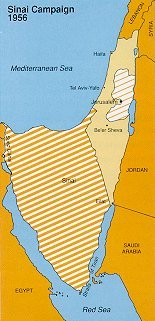 Sinai Campaign
1956
LEBANON
SYRIA
Haifa
Mediterranean Sea
Tel Aviv-Yafo
Jerusalem
Be'er Sheva
JORDAN
Sinai
Eilat
SAUDI
ARABIA
EGYPT
Red Sea